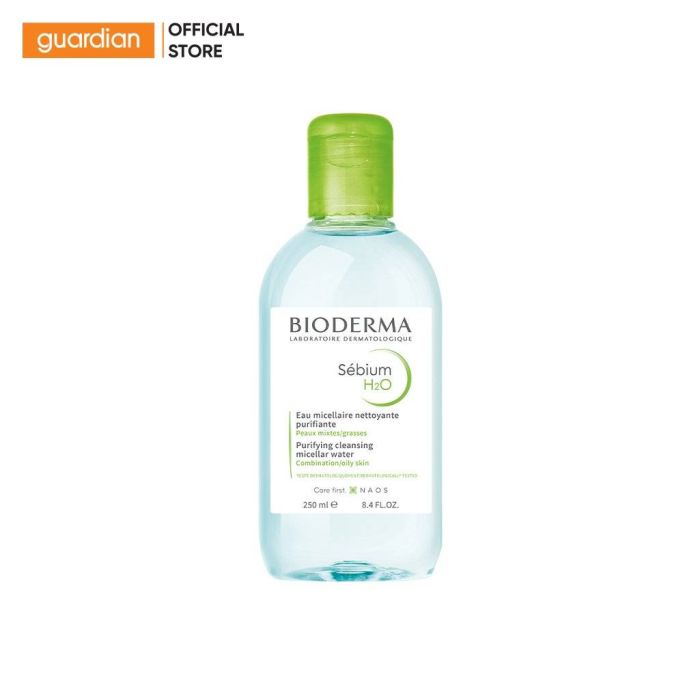 guardian
OFFICIAL
STORE
BIODERMA
LABORATOIRE DERMATOLOGIQUE
Sébium
H2O
Eau micellaire nettoyante
purifiante
Peaux mixtes/grasses
Purifying cleansing
micellar water
Combination/oily skin
Care first. NAOS
250 ml ℮ 8.4 FL.OZ.